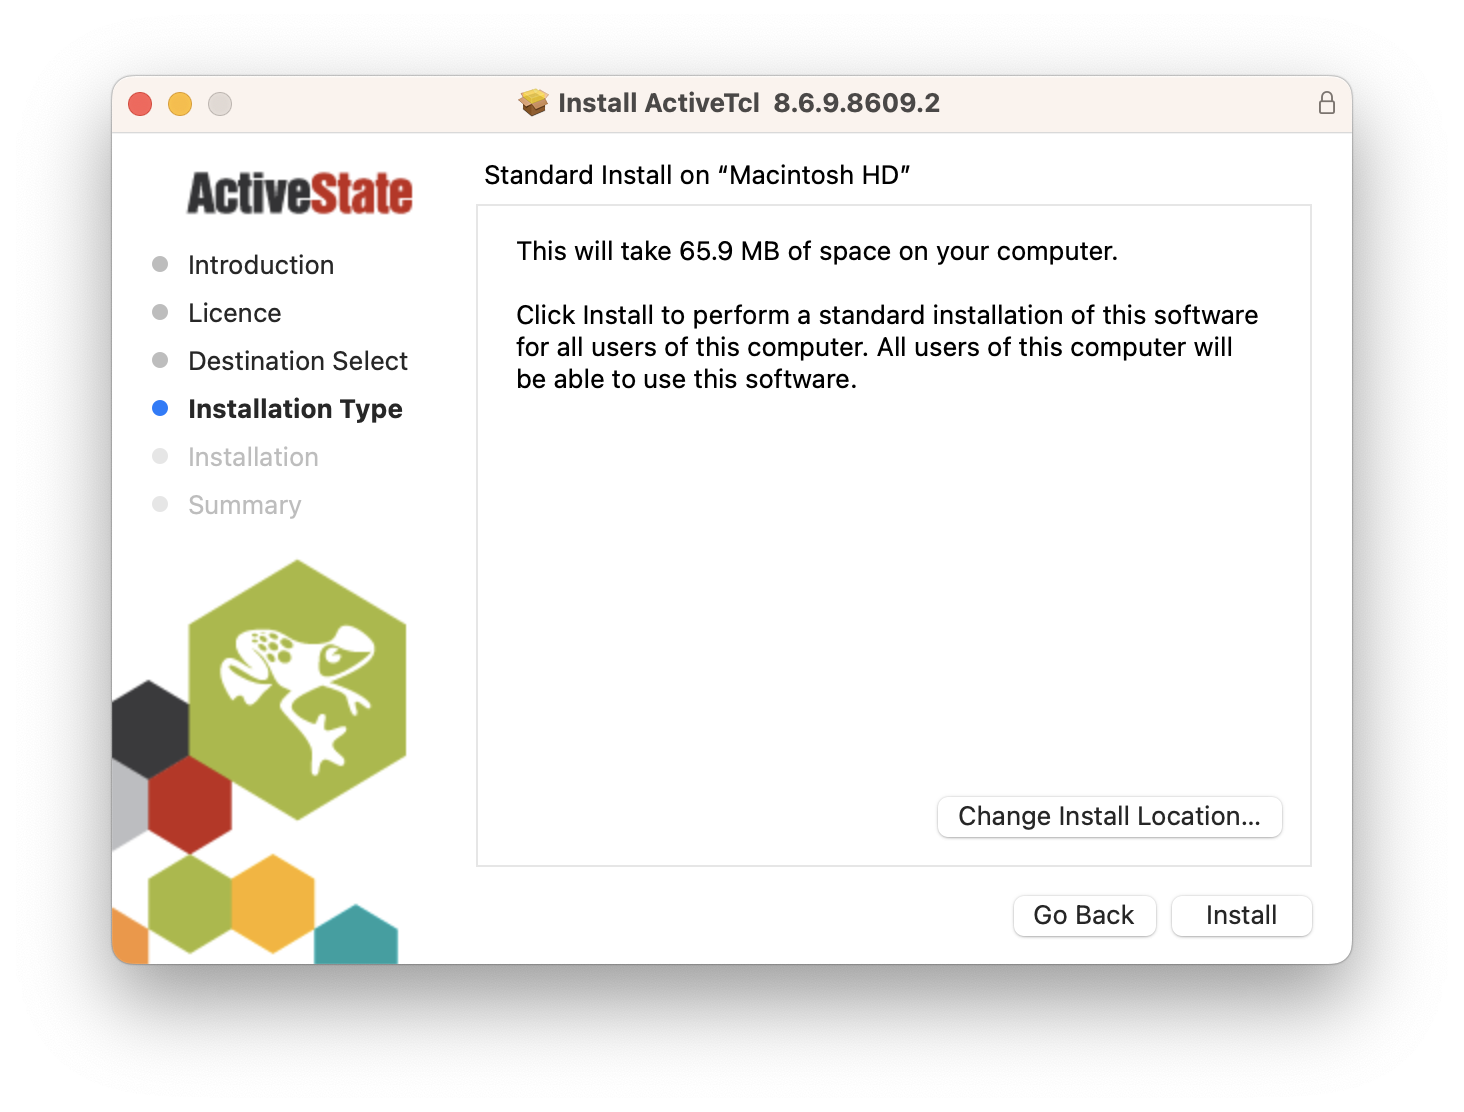 Install ActiveTcl 8.6.9.8609.2
ActiveState
Introduction
Licence
Destination Select
Installation Type
Installation
Summary
Standard Install on “Macintosh HD”
This will take 65.9 MB of space on your computer.
Click Install to perform a standard installation of this software
for all users of this computer. All users of this computer will
be able to use this software.
Change Install Location...
Go Back
Install